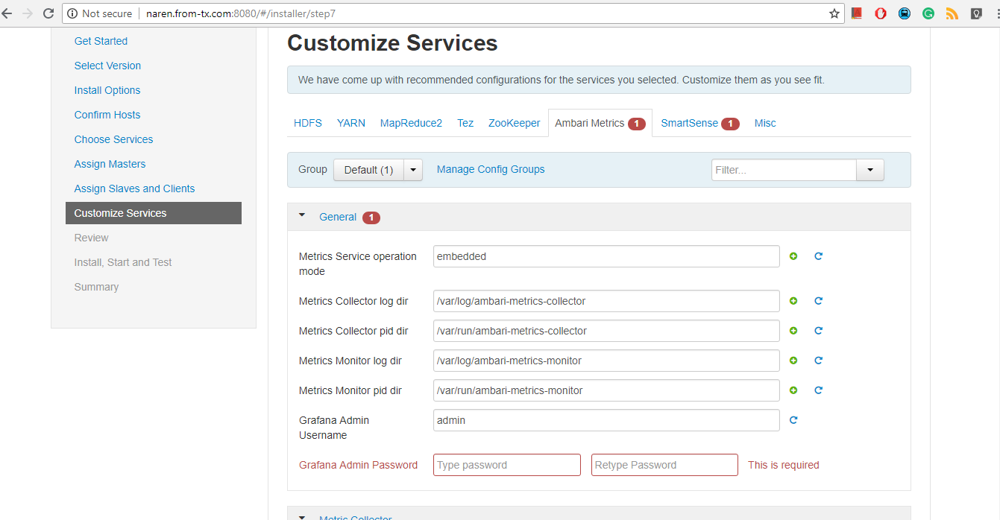 Not secure naren.from-tx.com:8080/#/installer/step7
Get Started
Select Version
Install Options
Confirm Hosts
Choose Services
Assign Masters
Assign Slaves and Clients
Customize Services
Review
Install, Start and Test
Summary
Customize Services
We have come up with recommended configurations for the services you selected. Customize them as you see fit.
HDFS YARN MapReduce2 Tez ZooKeeper Ambari Metrics 1 SmartSense 1 Misc
Group Default (1) Manage Config Groups Filter...
General 1
Metrics Service operation
mode
embedded
Metrics Collector log dir /var/log/ambari-metrics-collector
Metrics Collector pid dir /var/run/ambari-metrics-collector
Metrics Monitor log dir /var/log/ambari-metrics-monitor
Metrics Monitor pid dir /var/run/ambari-metrics-monitor
Grafana Admin
Username
admin
Grafana Admin Password Type password Retype Password This is required
Metric Collector